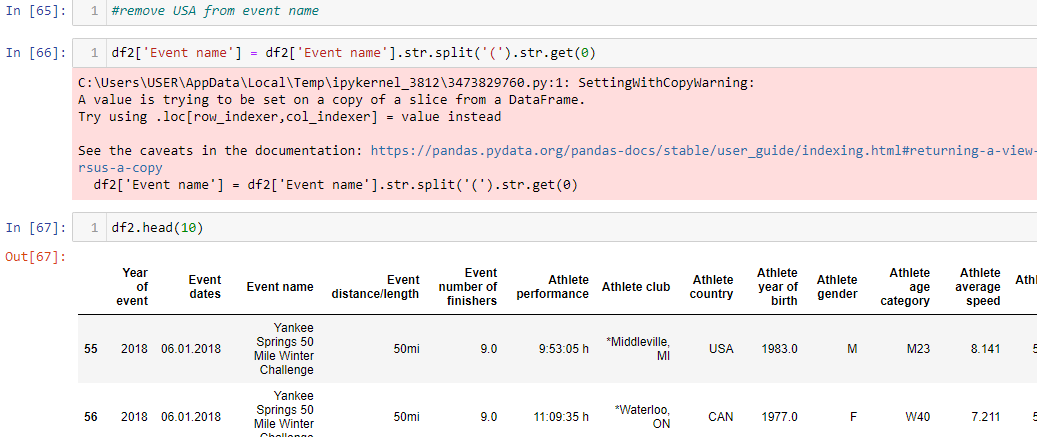 In [65]: 1 #remove USA from event name
In [66]: 1 df2['Event name'] = df2['Event name'].str.split('(').str.get(0)
C:\Users\USER\AppData\Local\Temp\ipykernel_3812\3473829760.py:1: SettingWithCopyWarning:
A value is trying to be set on a copy of a slice from a DataFrame.
Try using .loc[row_indexer,col_indexer] = value instead
See the caveats in the documentation: https://pandas.pydata.org/pandas-docs/stable/user_guide/indexing.html#returning-a-view-
rsus-a-copy
df2['Event name'] = df2['Event name'].str.split('(').str.get(0)
In [67]: 1 df2.head(10)
Out[67]:
Year of event Event dates Event name Event distance/length Event number of finishers Athlete performance Athlete club Athlete country Athlete year of birth Athlete gender Athlete age category Athlete average speed
55 2018 06.01.2018 Yankee Springs 50 Mile Winter Challenge 50mi 9.0 9:53:05 h *Middleville, MI USA 1983.0 M M23 8.141
56 2018 06.01.2018 Yankee Springs 50 Mile Winter 50mi 9.0 11:09:35 h *Waterloo, ON CAN 1977.0 F W40 7.211